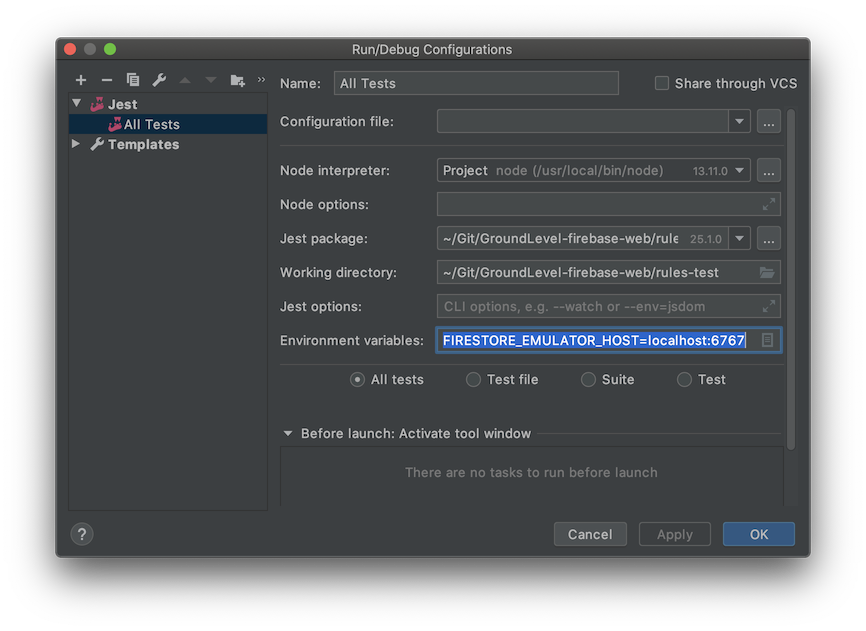 Run/Debug Configurations
Name: All Tests Share through VCS
Jest
All Tests
Templates
Configuration file: ...
Node interpreter: Project node (/usr/local/bin/node) 13.11.0 ...
Node options:
Jest package: ~/Git/GroundLevel-firebase-web/rule 25.1.0 ...
Working directory: ~/Git/GroundLevel-firebase-web/rules-test
Jest options: CLI options, e.g. --watch or --env=jsdom
Environment variables: FIRESTORE_EMULATOR_HOST=localhost:6767
All tests Test file Suite Test
Before launch: Activate tool window
There are no tasks to run before launch
? Cancel Apply OK